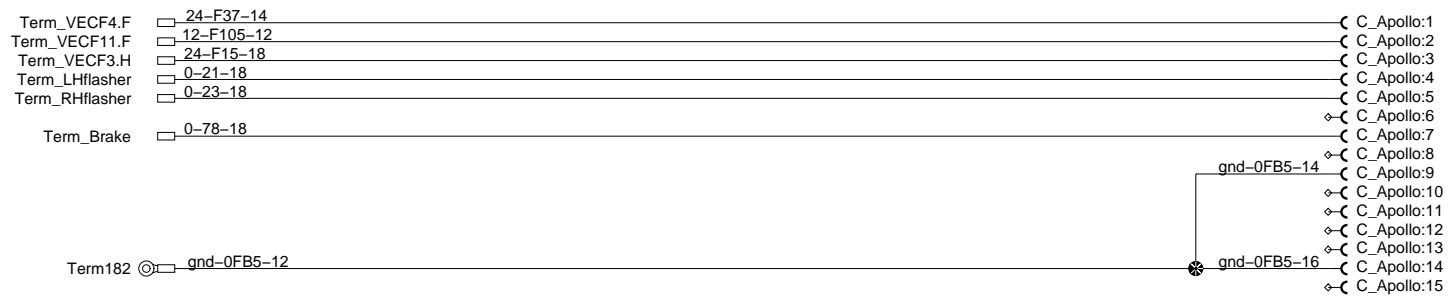 Term_VECF4.F 24–F37–14 C_Apollo:1
Term_VECF11.F 12–F105–12 C_Apollo:2
Term_VECF3.H 24–F15–18 C_Apollo:3
Term_LHflasher 0–21–18 C_Apollo:4
Term_RHflasher 0–23–18 C_Apollo:5
C_Apollo:6
Term_Brake 0–78–18 C_Apollo:7
C_Apollo:8
gnd–0FB5–14 C_Apollo:9
C_Apollo:10
C_Apollo:11
C_Apollo:12
C_Apollo:13
Term182 gnd–0FB5–12 gnd–0FB5–16 C_Apollo:14
C_Apollo:15